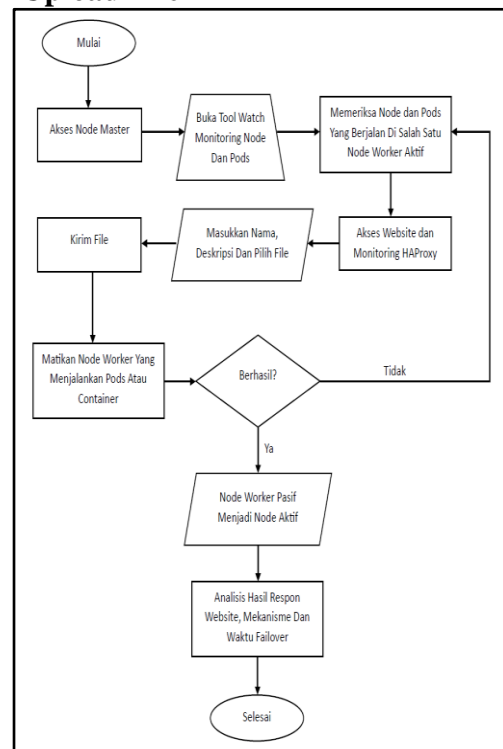 Mulai
Akses Node Master
Buka Tool Watch
Monitoring Node
Dan Pods
Memeriksa Node dan Pods
Yang Berjalan Di Salah Satu
Node Worker Aktif
Akses Website dan
Monitoring HAProxy
Masukkan Nama,
Deskripsi Dan Pilih File
Kirim File
Matikan Node Worker Yang
Menjalankan Pods Atau
Container
Berhasil?
Tidak
Ya
Node Worker Pasif
Menjadi Node Aktif
Analisis Hasil Respon
Website, Mekanisme Dan
Waktu Failover
Selesai